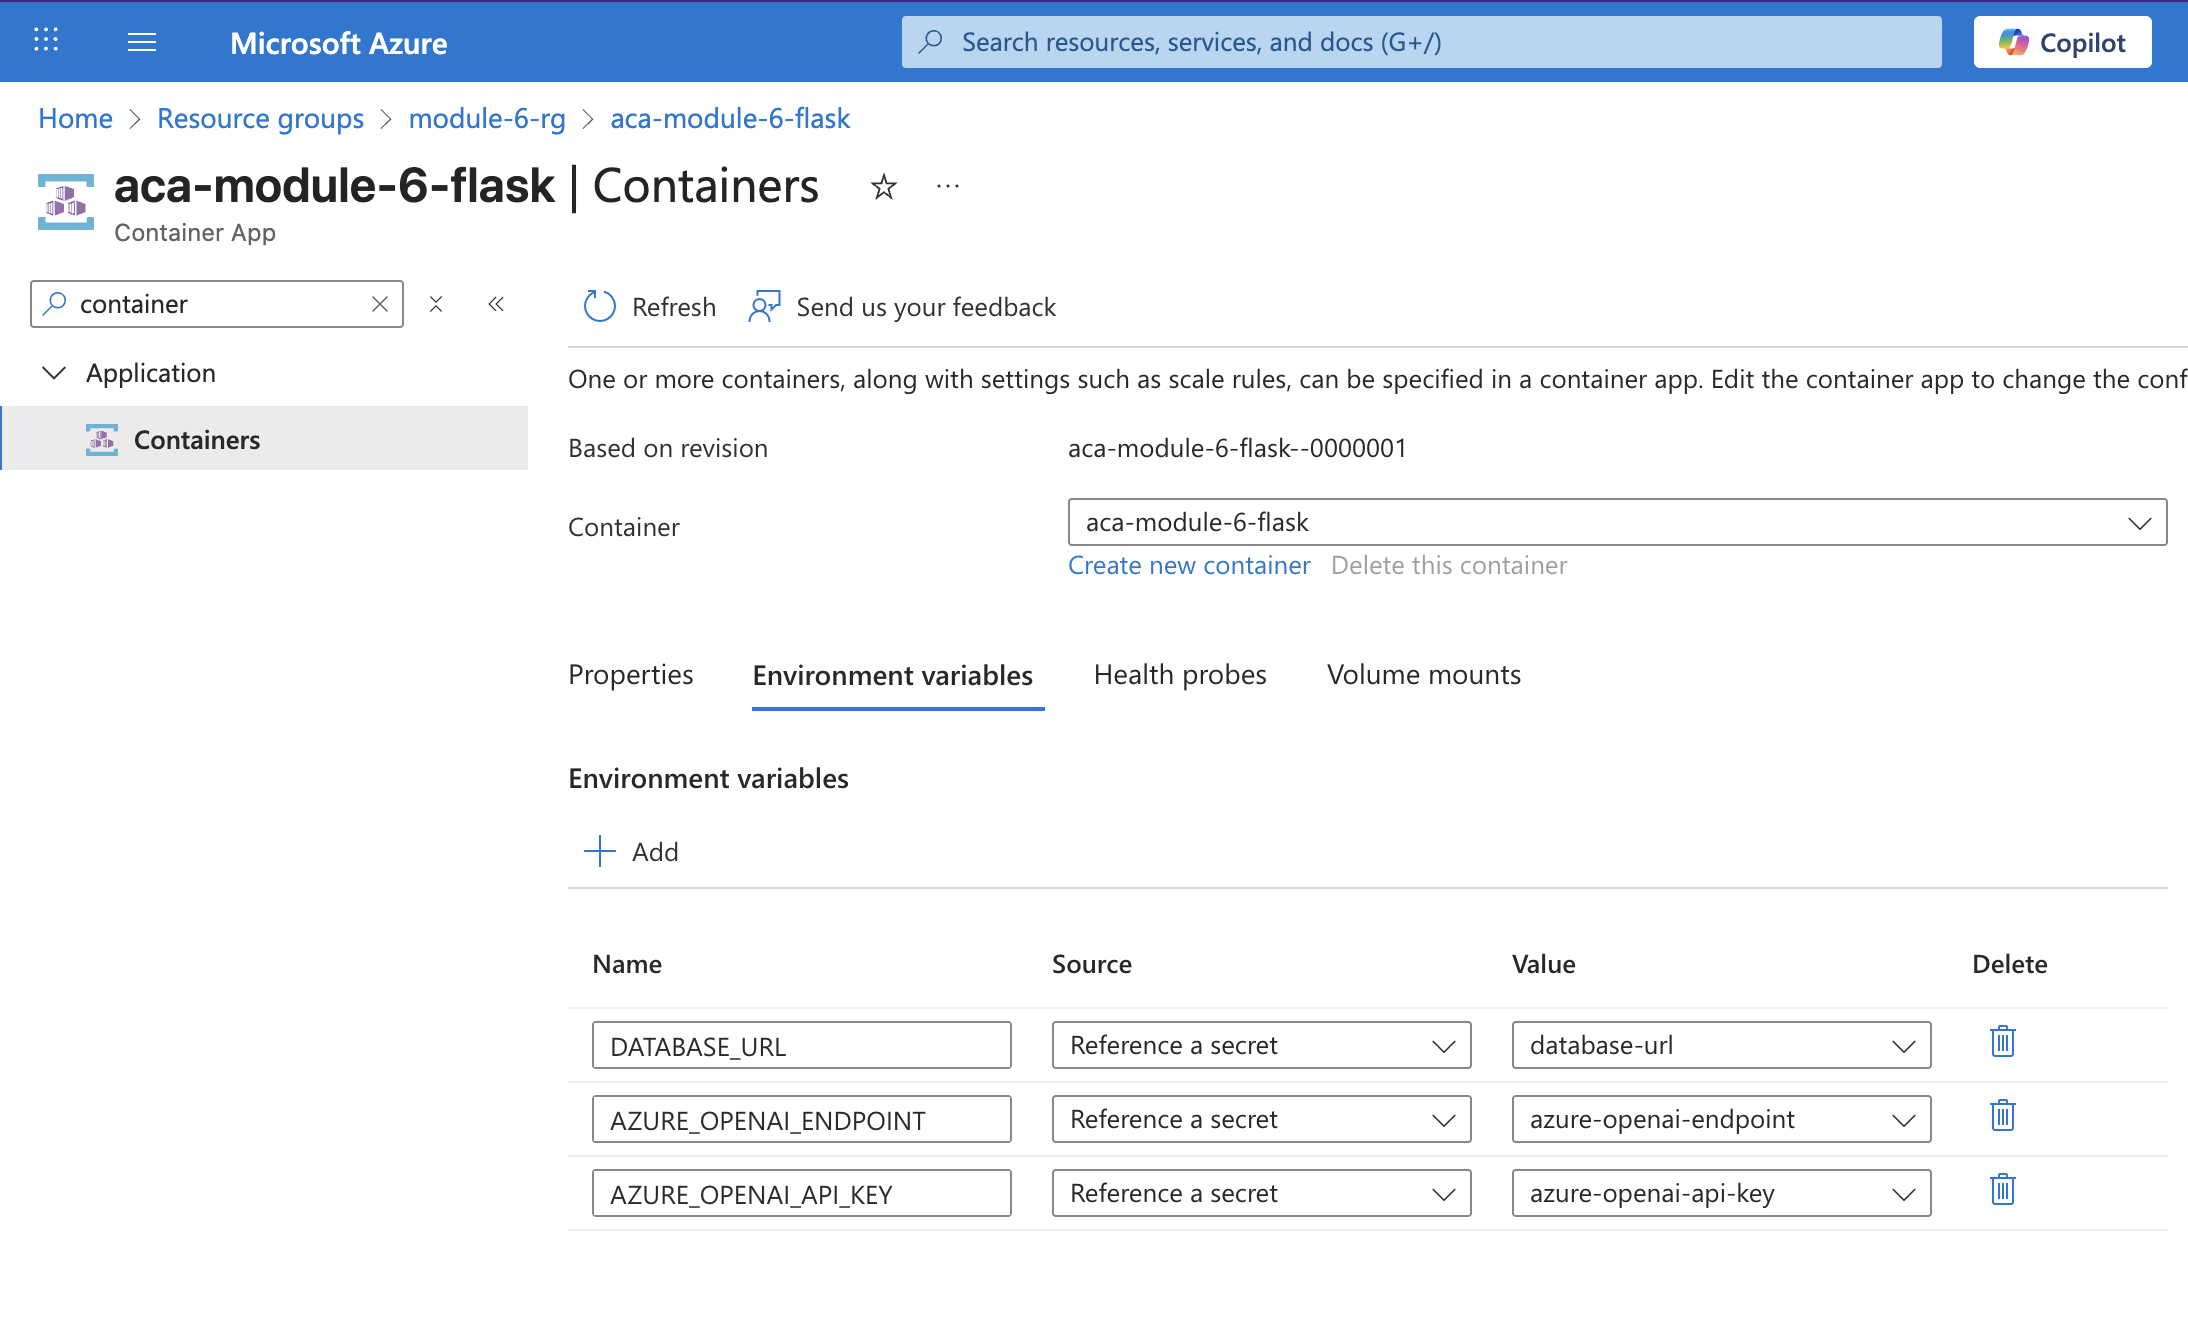 Microsoft Azure
Search resources, services, and docs (G+/)
Copilot
Home > Resource groups > module-6-rg > aca-module-6-flask
aca-module-6-flask | Containers
Container App
container
Application
Containers
Refresh
Send us your feedback
One or more containers, along with settings such as scale rules, can be specified in a container app. Edit the container app to change the conf
Based on revision
aca-module-6-flask--0000001
Container
aca-module-6-flask
Create new container Delete this container
Properties Environment variables Health probes Volume mounts
Environment variables
Add
Name Source Value Delete
DATABASE_URL Reference a secret database-url
AZURE_OPENAI_ENDPOINT Reference a secret azure-openai-endpoint
AZURE_OPENAI_API_KEY Reference a secret azure-openai-api-key